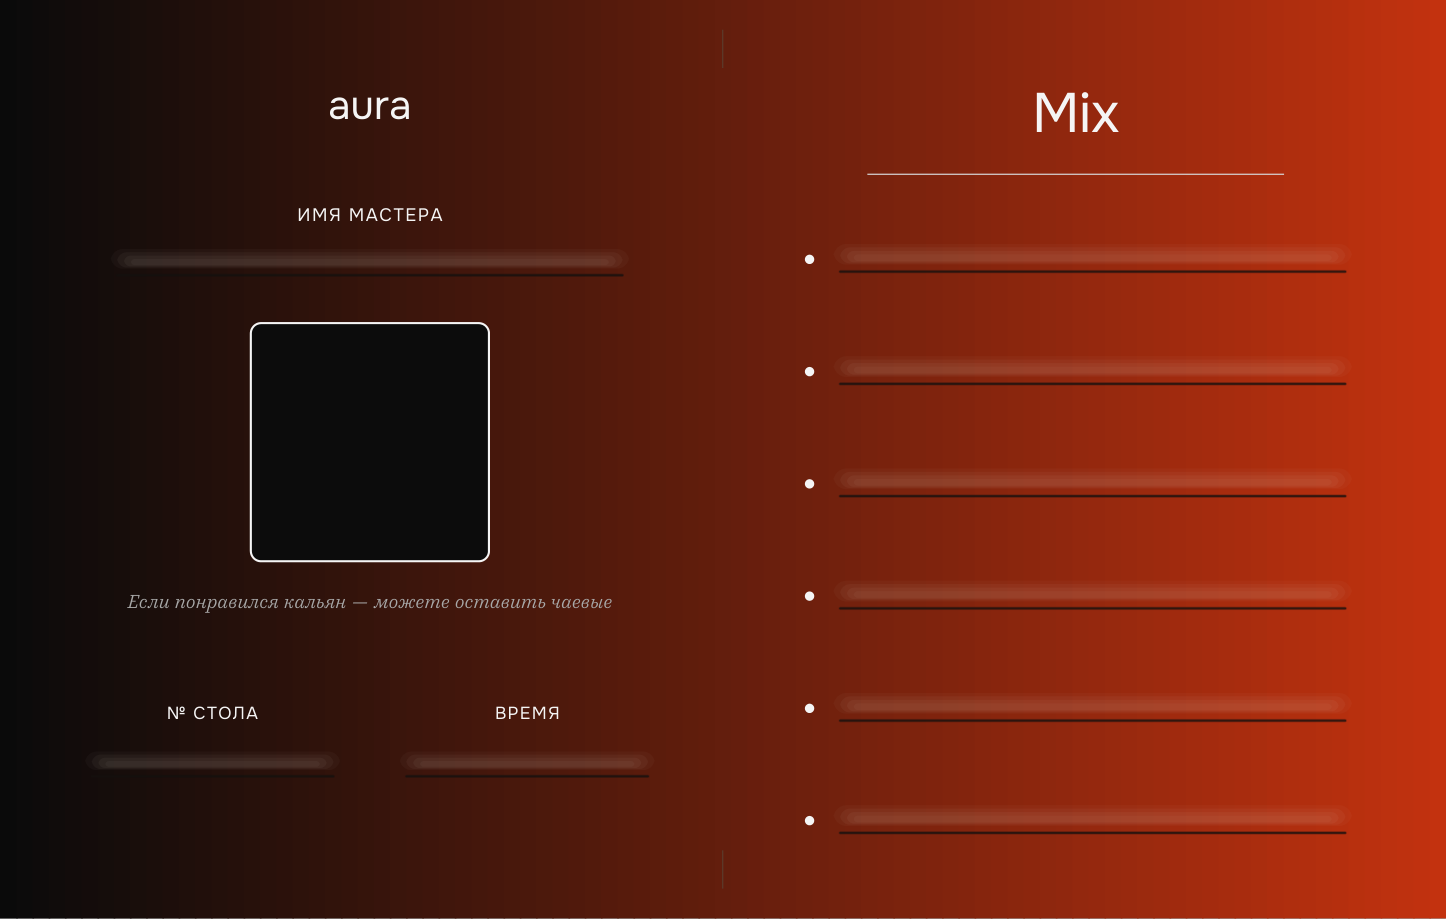 aura
ИМЯ МАСТЕРА
Если понравился кальян — можете оставить чаевые
№ СТОЛА
ВРЕМЯ
Mix